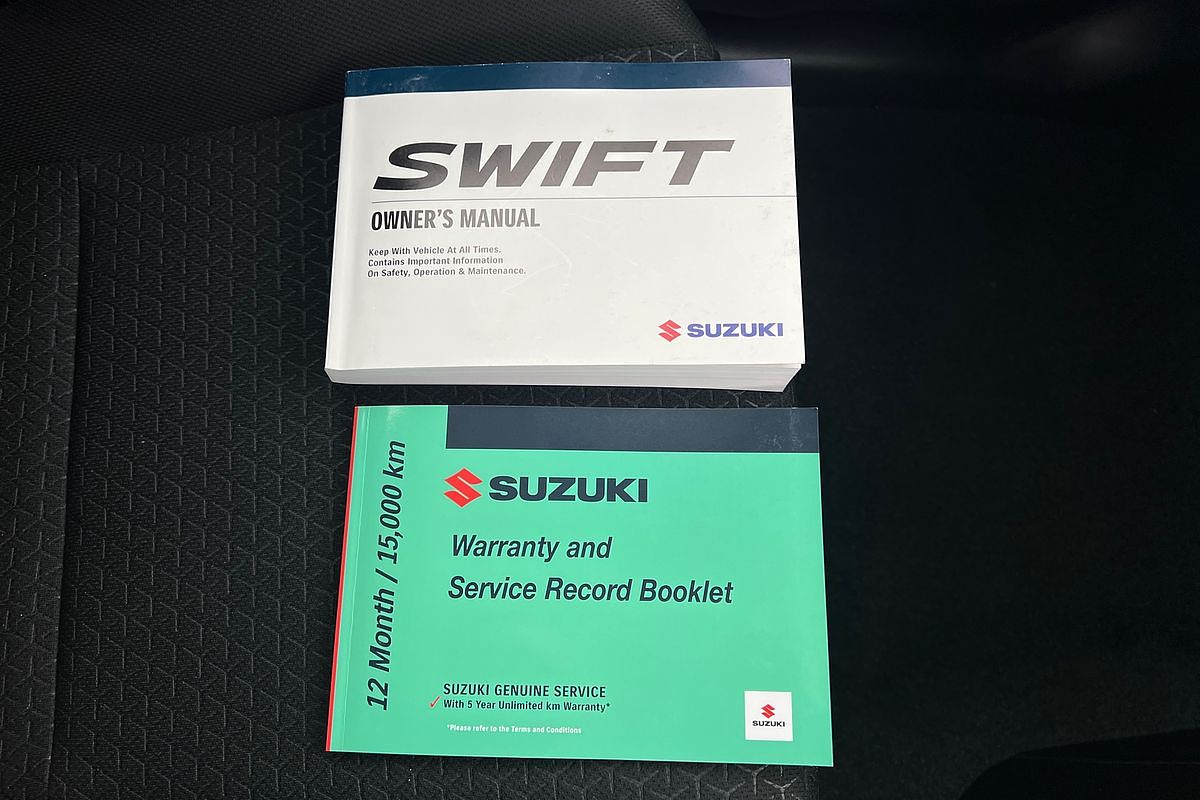 SWIFT
OWNER'S MANUAL
Keep With Vehicle At All Times.
Contains Important Information
On Safety, Operation & Maintenance.
SUZUKI
12 Month / 15,000 km
SUZUKI
Warranty and
Service Record Booklet
SUZUKI GENUINE SERVICE
✓ With 5 Year Unlimited km Warranty*
*Please refer to the Terms and Conditions
SUZUKI